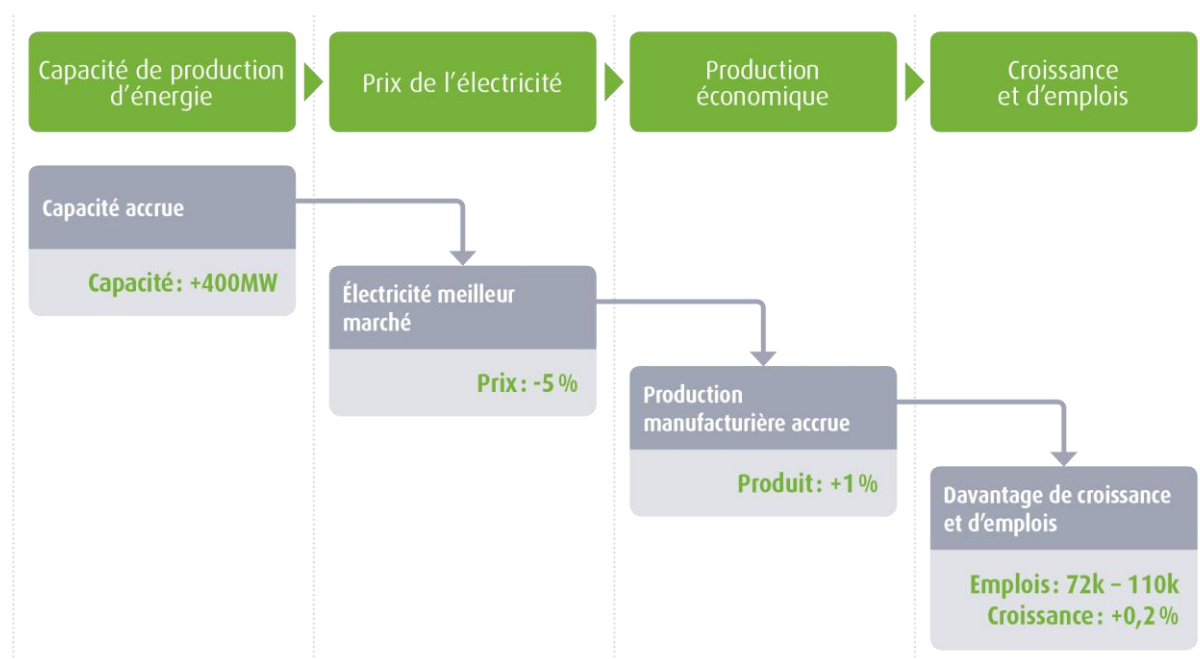 Capacité de production
d'énergie
Prix de l'électricité
Production
économique
Croissance
et d'emplois
Capacité accrue
Capacité : +400MW
Électricité meilleur
marché
Prix : -5 %
Production
manufacturière accrue
Produit : +1 %
Davantage de croissance
et d'emplois
Emplois : 72k – 110k
Croissance : +0,2 %